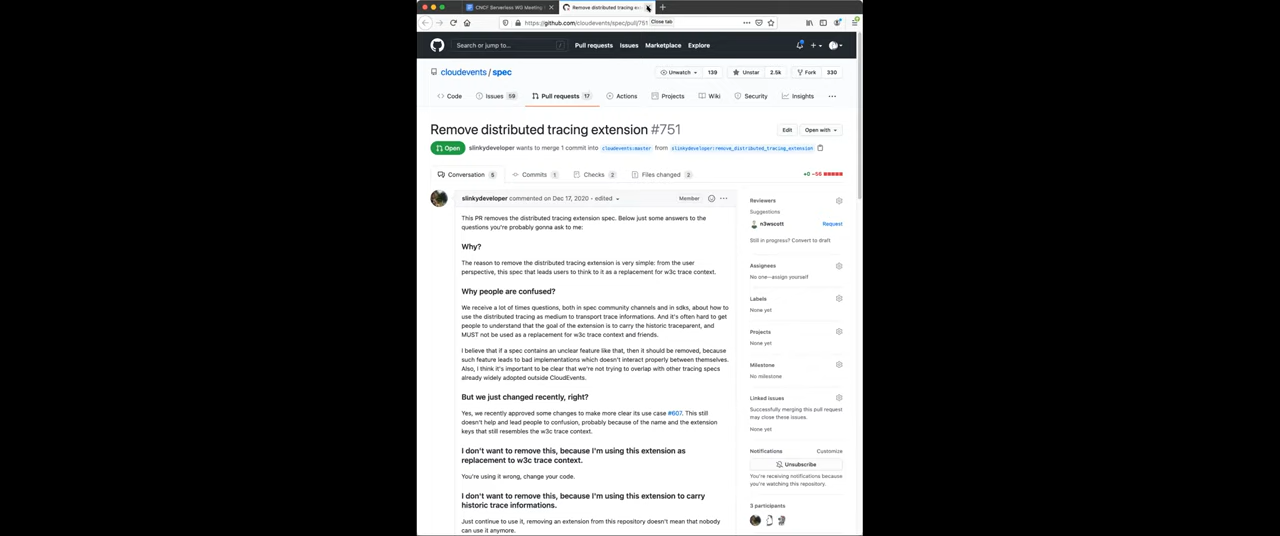 CNCF Serverless WG Meeting
Remove distributed tracing ext
Close tab
https://github.com/cloudevents/spec/pull/751
Search or jump to... /
Pull requests Issues Marketplace Explore
cloudevents / spec
Unwatch 139 Unstar 2.5k Fork 330
Code Issues 59 Pull requests 17 Actions Projects Wiki Security Insights
Remove distributed tracing extension #751
Edit Open with
Open slinkydeveloper wants to merge 1 commit into cloudevents:master from slinkydeveloper:remove_distributed_tracing_extension
Conversation 5 Commits 1 Checks 2 Files changed 2 +0 −56
slinkydeveloper commented on Dec 17, 2020 • edited Member
This PR removes the distributed tracing extension spec. Below just some answers to the
questions you're probably gonna ask to me:
Why?
The reason to remove the distributed tracing extension is very simple: from the user
perspective, this spec that leads users to think to it as a replacement for w3c trace context.
Why people are confused?
We receive a lot of times questions, both in spec community channels and in sdks, about how to
use the distributed tracing as medium to transport trace informations. And it's often hard to get
people to understand that the goal of the extension is to carry the historic traceparent, and
MUST not be used as a replacement for w3c trace context and friends.
I believe that if a spec contains an unclear feature like that, then it should be removed, because
such feature leads to bad implementations which doesn't interact properly between themselves.
Also, I think it's important to be clear that we're not trying to overlap with other tracing specs
already widely adopted outside CloudEvents.
But we just changed recently, right?
Yes, we recently approved some changes to make more clear its use case #607. This still
doesn't help and lead people to confusion, probably because of the name and the extension
keys that still resembles the w3c trace context.
I don't want to remove this, because I'm using this extension as
replacement to w3c trace context.
You're using it wrong, change your code.
I don't want to remove this, because I'm using this extension to carry
historic trace informations.
Just continue to use it, removing an extension from this repository doesn't mean that nobody
can use it anymore.
Reviewers
Suggestions
n3wscott Request
Still in progress? Convert to draft
Assignees
No one—assign yourself
Labels
None yet
Projects
None yet
Milestone
No milestone
Linked issues
Successfully merging this pull request
may close these issues.
None yet
Notifications Customize
Unsubscribe
You're receiving notifications because
you're watching this repository.
3 participants